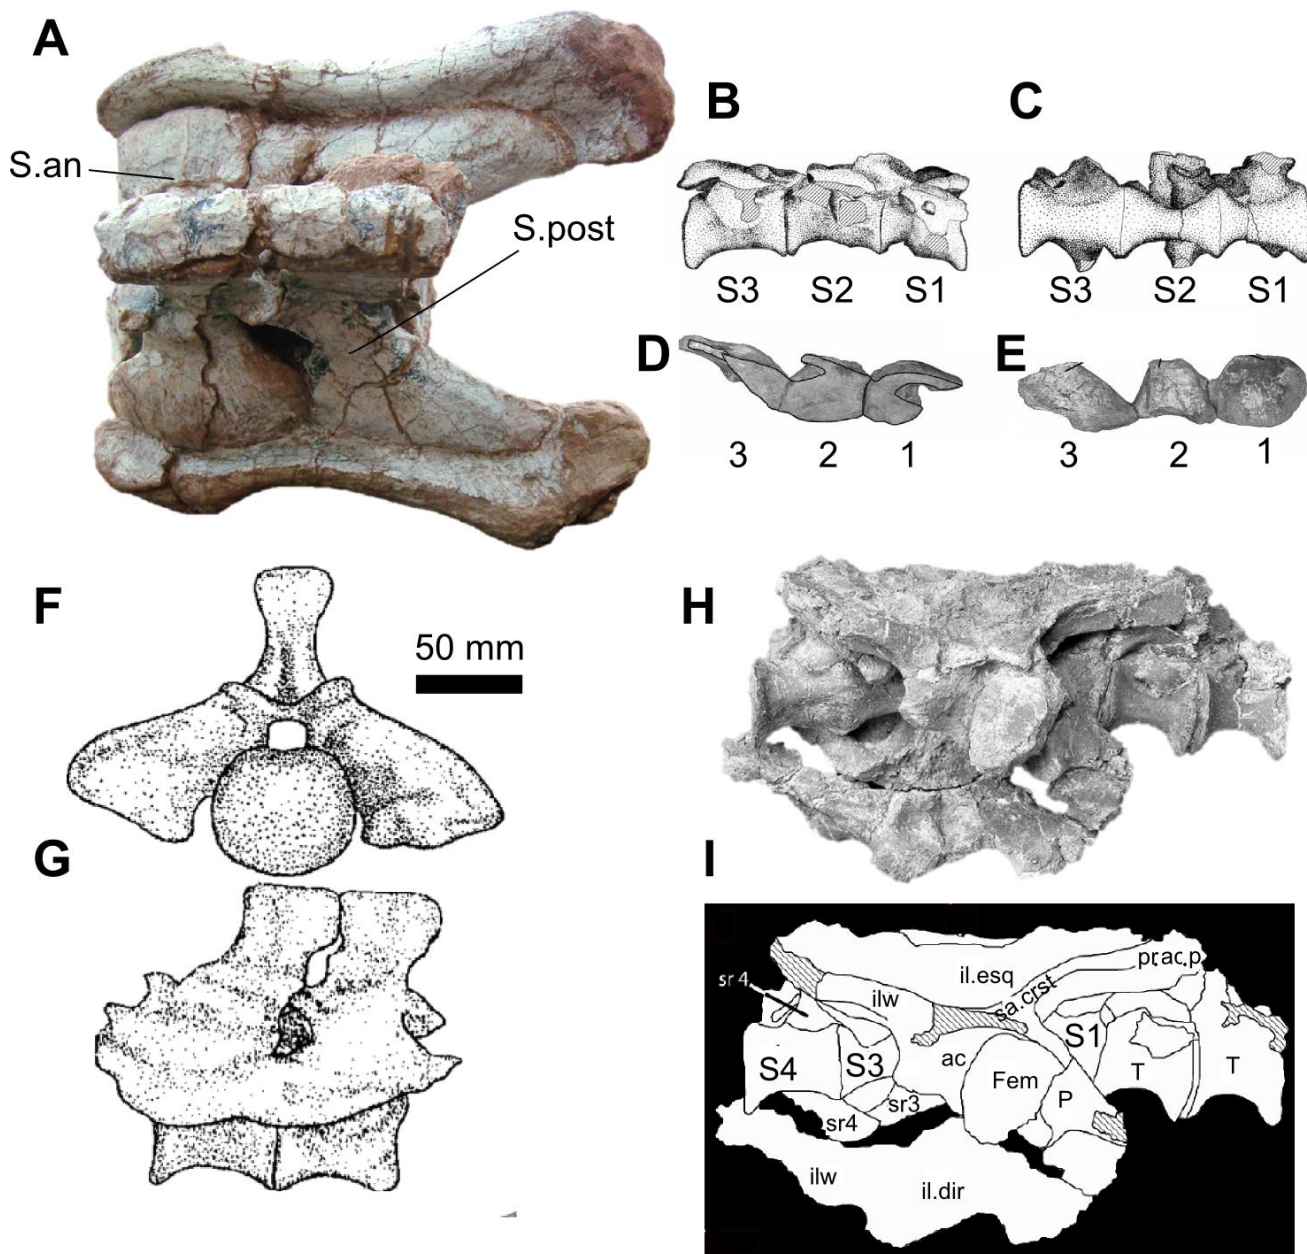 A
S.an
S.post
B
C
S3 S2 S1
S3 S2 S1
D
E
3 2 1
3 2 1
F
50 mm
H
G
I
sr 4
ilw
il.esq
sa.crst
pr.ac.p
S4
S3
ac
Fem
S1
T
T
P
sr3
sr4
ilw
il.dir